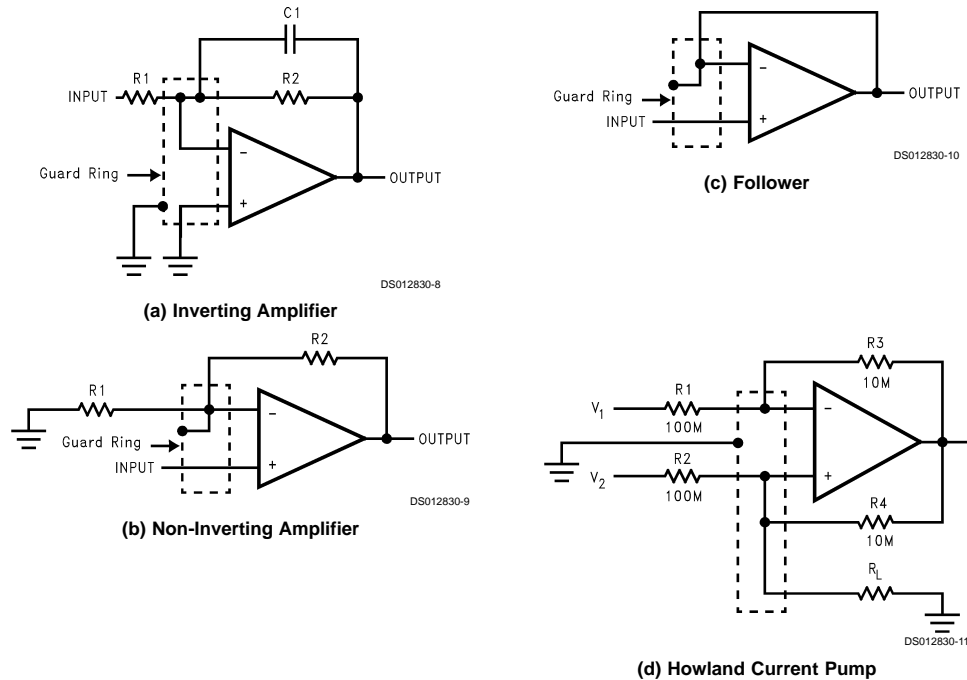 C1
R1
R2
INPUT
Guard Ring
−
+
OUTPUT
DS012830-8
(a) Inverting Amplifier
R2
R1
Guard Ring
INPUT
−
+
OUTPUT
DS012830-9
(b) Non-Inverting Amplifier
Guard Ring
INPUT
−
+
OUTPUT
DS012830-10
(c) Follower
R3
10M
R1
V1
100M
−
R2
V2
100M
+
R4
10M
RL
DS012830-11
(d) Howland Current Pump